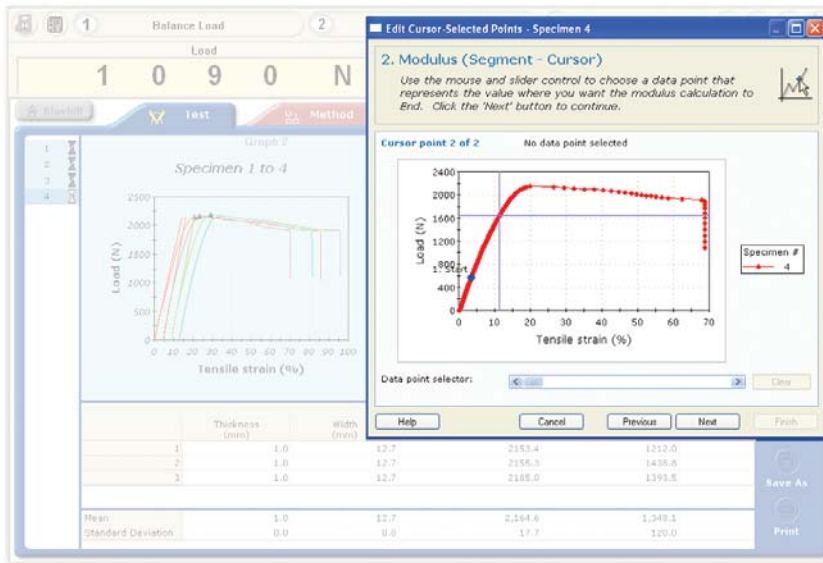 1
Balance Load
2
Load
1 0 9 0 N
Bluehill
Test
Method
1
2
3
4
Graph 2
Specimen 1 to 4
Load (N)
2500
2000
1500
1000
500
0
0 10 20 30 40 50 60 70 80 90 100
Tensile strain (%)
Thickness (mm)
Width (mm)
1 1.0 12.7 2153.4 1212.0
2 1.0 12.7 2155.3 1438.8
3 1.0 12.7 2185.0 1393.5
Mean 1.0 12.7 2,164.6 1,348.1
Standard Deviation 0.0 0.0 17.7 120.0
Save As
Print
Edit Cursor-Selected Points - Specimen 4
2. Modulus (Segment - Cursor)
Use the mouse and slider control to choose a data point that
represents the value where you want the modulus calculation to
End. Click the 'Next' button to continue.
Cursor point 2 of 2 No data point selected
Load (N)
2400
2000
1600
1200
800
400
0
1: Start
0 10 20 30 40 50 60 70
Tensile strain (%)
Specimen #
4
Data point selector:
Clear
Help Cancel Previous Next Finish